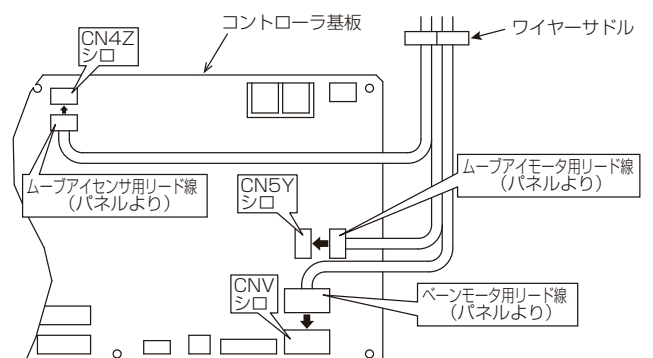 コントローラ基板
ワイヤーサドル
CN4Z
シロ
ムーブアイセンサ用リード線
(パネルより)
CN5Y
シロ
ムーブアイモータ用リード線
(パネルより)
CNV
シロ
ベーンモータ用リード線
(パネルより)